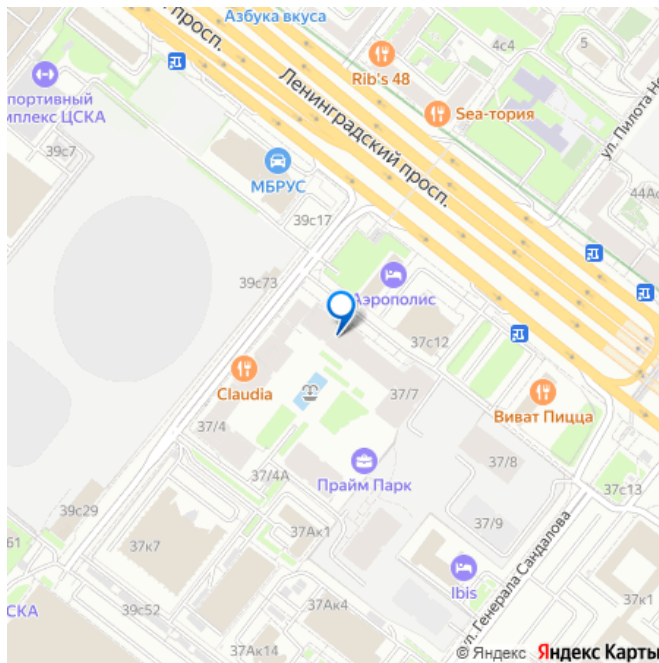 Азбука вкуса
просп.
4с4
5
Rib's 48
Ленинградский просп.
Sea-тория
ул. Пилота Не
портивный
мплекс ЦСКА
39с7
МБРУС
44Ас
39с17
39с73
Аэрополис
37с12
Claudia
37/7
Виват Пицца
37/4
37/8
37/4А
Прайм Парк
37с13
39с29
37/9
37Ак1
61
37к7
Ibis
ул. Генерала Сандалова
37к1
СКА
39с52
37Ак4
37Ак14
© Яндекс Яндекс Карты